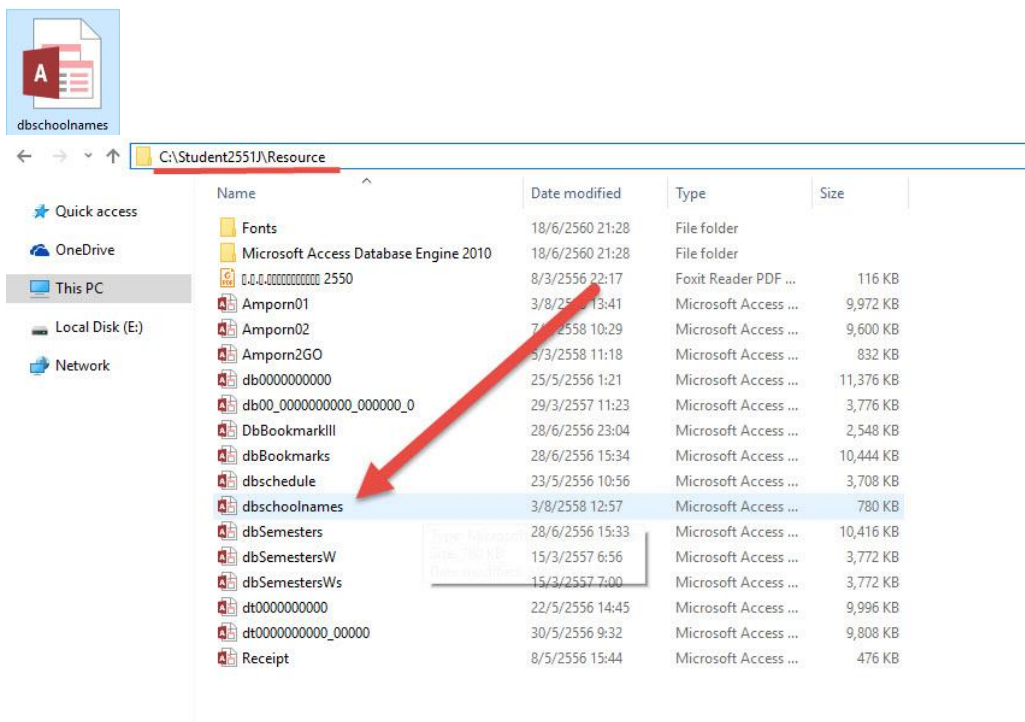 dbschoolnames
C:\Student2551J\Resource
Name Date modified Type Size
Quick access
OneDrive
This PC
Local Disk (E:)
Network
Fonts 18/6/2560 21:28 File folder
Microsoft Access Database Engine 2010 18/6/2560 21:28 File folder
2550 8/3/2556 22:17 Foxit Reader PDF ... 116 KB
Amporn01 13:41 Microsoft Access ... 9,972 KB
Amporn02 10:29 Microsoft Access ... 9,600 KB
Amporn2GO 5/3/2558 11:18 Microsoft Access ... 832 KB
db0000000000 25/5/2556 1:21 Microsoft Access ... 11,376 KB
db00_0000000000_000000_0 29/3/2557 11:23 Microsoft Access ... 3,776 KB
DbBookmarkIII 28/6/2556 23:04 Microsoft Access ... 2,548 KB
dbBookmarks 28/6/2556 15:34 Microsoft Access ... 10,444 KB
dbschedule 23/5/2556 10:56 Microsoft Access ... 3,708 KB
dbschoolnames 3/8/2558 12:57 Microsoft Access ... 780 KB
dbSemesters 28/6/2556 15:33 Microsoft Access ... 10,416 KB
dbSemestersW 15/3/2557 6:56 Microsoft Access ... 3,772 KB
dbSemestersWs 15/3/2557 7:00 Microsoft Access ... 3,772 KB
dt0000000000 22/5/2556 14:45 Microsoft Access ... 9,996 KB
dt0000000000_00000 30/5/2556 9:32 Microsoft Access ... 9,808 KB
Receipt 8/5/2556 15:44 Microsoft Access ... 476 KB